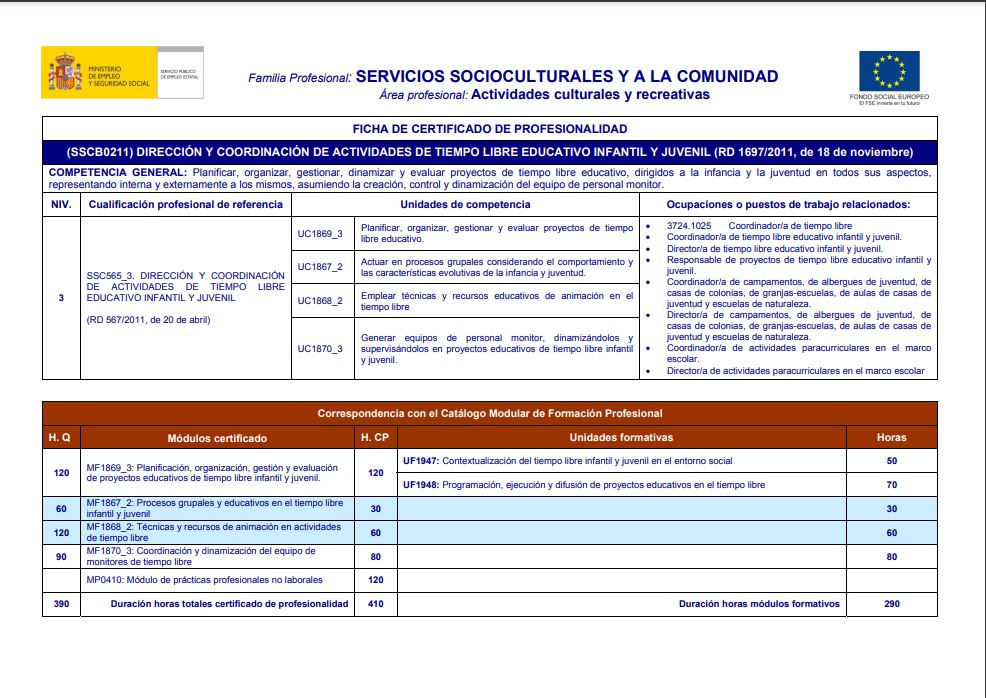 MINISTERIO
DE EMPLEO
Y SEGURIDAD SOCIAL
SERVICIO PÚBLICO
DE EMPLEO ESTATAL
Familia Profesional: SERVICIOS SOCIOCULTURALES Y A LA COMUNIDAD
Área profesional: Actividades culturales y recreativas
FONDO SOCIAL EUROPEO
El FSE invierte en tu futuro
FICHA DE CERTIFICADO DE PROFESIONALIDAD
(SSCB0211) DIRECCIÓN Y COORDINACIÓN DE ACTIVIDADES DE TIEMPO LIBRE EDUCATIVO INFANTIL Y JUVENIL (RD 1697/2011, de 18 de noviembre)
COMPETENCIA GENERAL: Planificar, organizar, gestionar, dinamizar y evaluar proyectos de tiempo libre educativo, dirigidos a la infancia y la juventud en todos sus aspectos,
representando interna y externamente a los mismos, asumiendo la creación, control y dinamización del equipo de personal monitor.
NIV.
Cualificación profesional de referencia
Unidades de competencia
Ocupaciones o puestos de trabajo relacionados:
3
SSC565_3. DIRECCIÓN Y COORDINACIÓN
DE ACTIVIDADES DE TIEMPO LIBRE
EDUCATIVO INFANTIL Y JUVENIL
(RD 567/2011, de 20 de abril)
UC1869_3
Planificar, organizar, gestionar y evaluar proyectos de tiempo
libre educativo.
UC1867_2
Actuar en procesos grupales considerando el comportamiento y
las características evolutivas de la infancia y juventud.
UC1868_2
Emplear técnicas y recursos educativos de animación en el
tiempo libre
UC1870_3
Generar equipos de personal monitor, dinamizándolos y
supervisándolos en proyectos educativos de tiempo libre infantil
y juvenil.
• 3724.1025 Coordinador/a de tiempo libre
• Coordinador/a de tiempo libre educativo infantil y juvenil.
• Director/a de tiempo libre educativo infantil y juvenil.
• Responsable de proyectos de tiempo libre educativo infantil y
juvenil.
• Coordinador/a de campamentos, de albergues de juventud, de
casas de colonias, de granjas-escuelas, de aulas de casas de
juventud y escuelas de naturaleza.
• Director/a de campamentos, de albergues de juventud, de
casas de colonias, de granjas-escuelas, de aulas de casas de
juventud y escuelas de naturaleza.
• Coordinador/a de actividades paracurriculares en el marco
escolar.
• Director/a de actividades paracurriculares en el marco escolar
Correspondencia con el Catálogo Modular de Formación Profesional
H. Q
Módulos certificado
H. CP
Unidades formativas
Horas
120
MF1869_3: Planificación, organización, gestión y evaluación
de proyectos educativos de tiempo libre infantil y juvenil.
120
UF1947: Contextualización del tiempo libre infantil y juvenil en el entorno social
50
UF1948: Programación, ejecución y difusión de proyectos educativos en el tiempo libre
70
60
MF1867_2: Procesos grupales y educativos en el tiempo libre
infantil y juvenil
30
30
120
MF1868_2: Técnicas y recursos de animación en actividades
de tiempo libre
60
60
90
MF1870_3: Coordinación y dinamización del equipo de
monitores de tiempo libre
80
80
MP0410: Módulo de prácticas profesionales no laborales
120
390
Duración horas totales certificado de profesionalidad
410
Duración horas módulos formativos
290